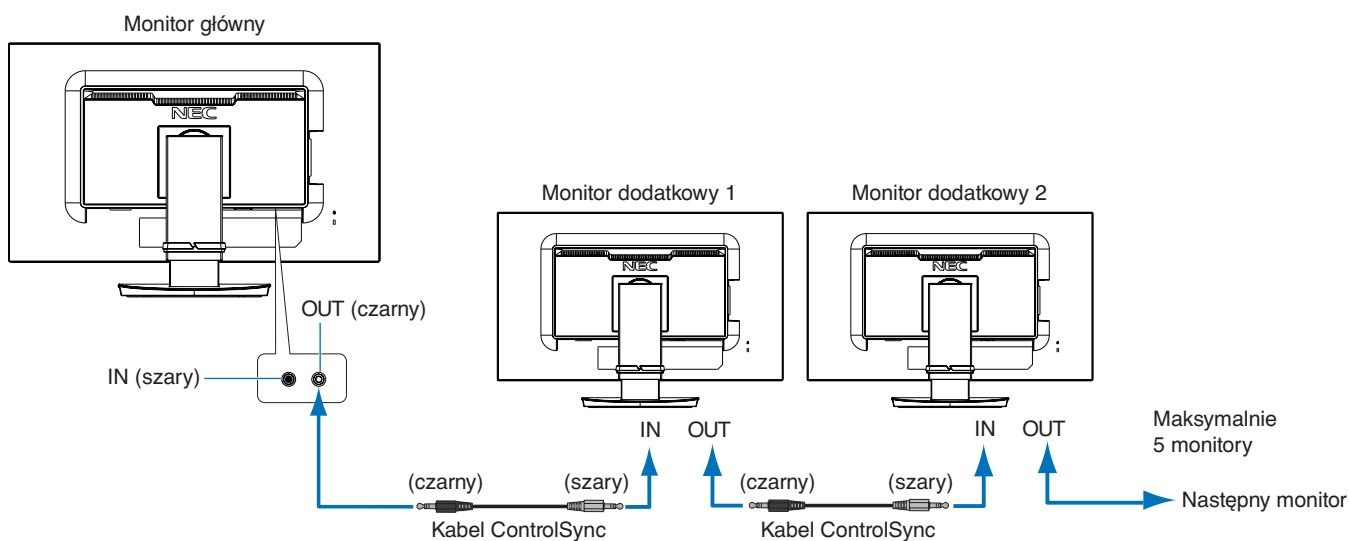 Monitor główny
NEC
Monitor dodatkowy 1
Monitor dodatkowy 2
NEC
NEC
OUT (czarny)
IN (szary)
IN
OUT
IN
OUT
Maksymalnie
5 monitory
(czarny)
(szary)
(czarny)
(szary)
Następny monitor
Kabel ControlSync
Kabel ControlSync